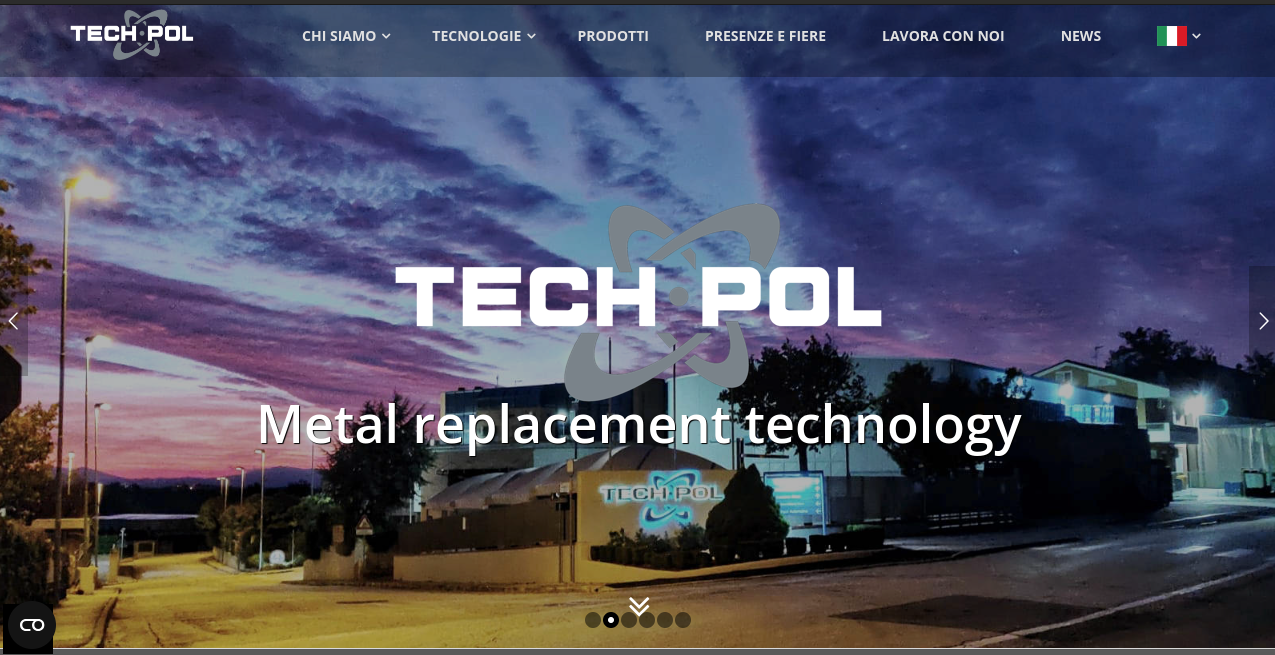 TECH POL
CHI SIAMO
TECNOLOGIE
PRODOTTI
PRESENZE E FIERE
LAVORA CON NOI
NEWS
TECH POL
Metal replacement technology
TECH POL